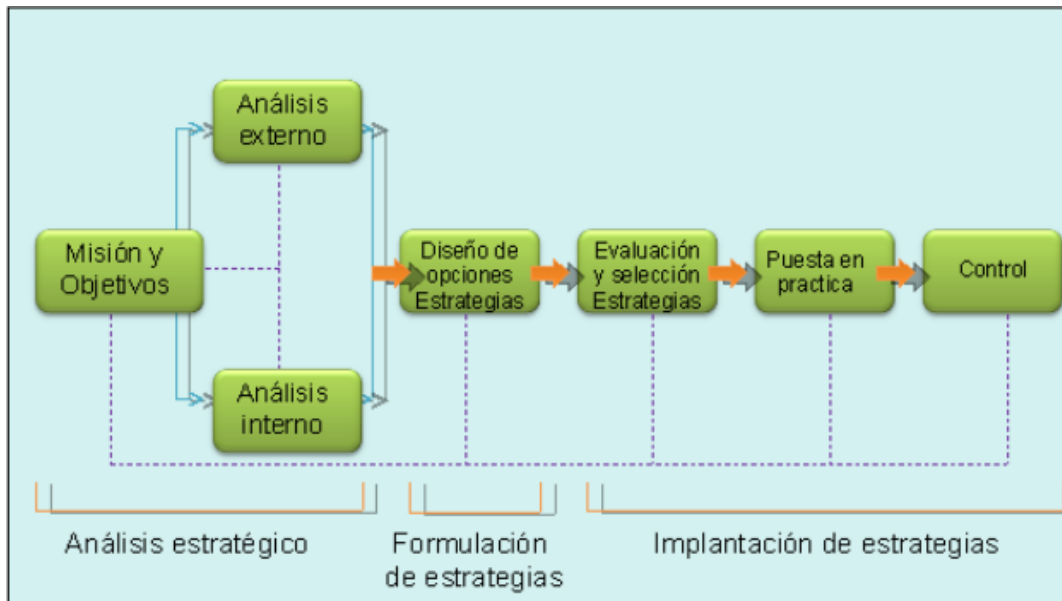 Análisis
externo
Misión y
Objetivos
Análisis
interno
Diseño de
opciones
Estrategias
Evaluación
y selección
Estrategias
Puesta en
practica
Control
Análisis estratégico
Formulación
de estrategias
Implantación de estrategias